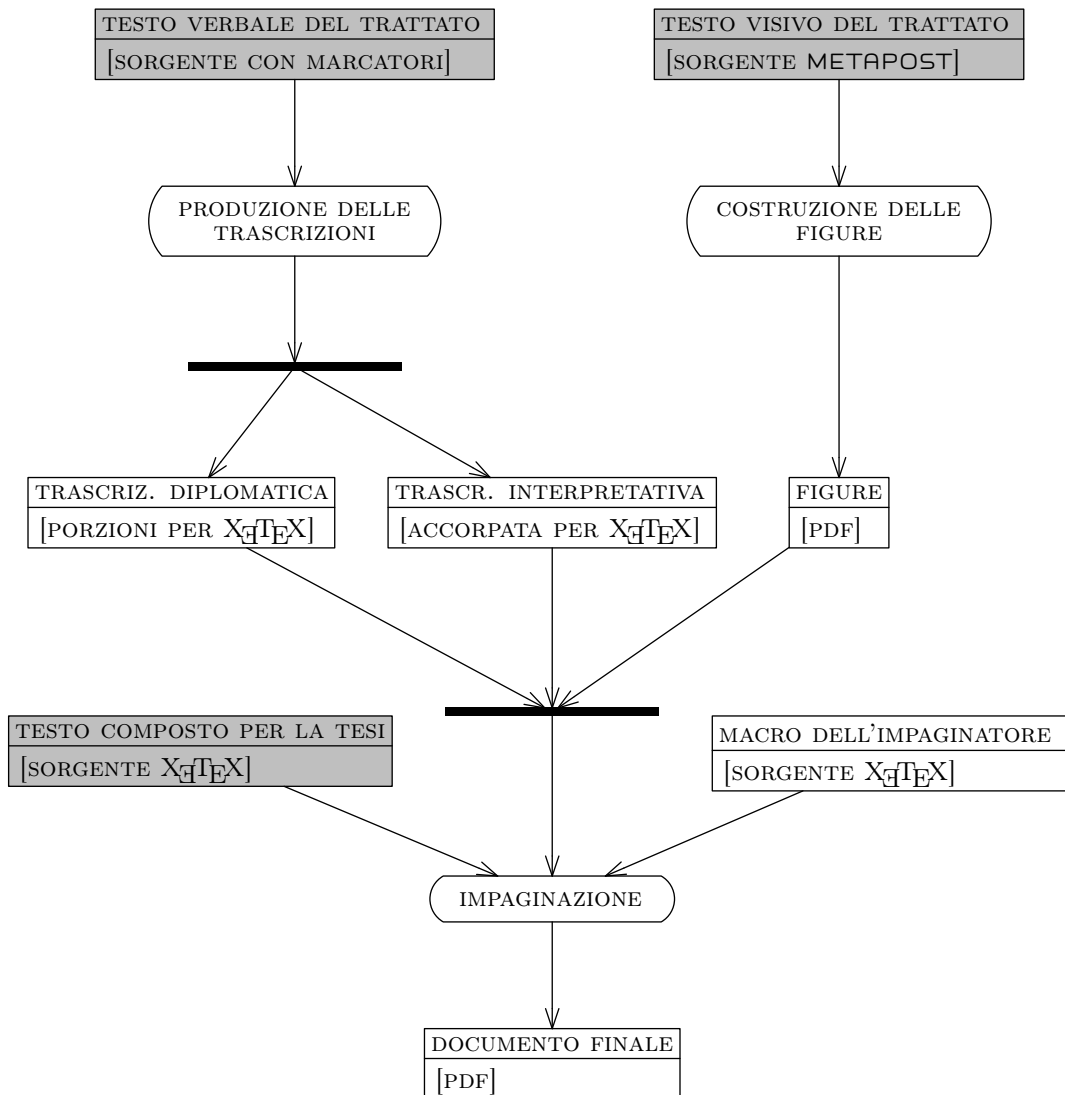 TESTO VERBALE DEL TRATTATO
[SORGENTE CON MARCATORI]
TESTO VISIVO DEL TRATTATO
[SORGENTE METAPOST]
PRODUZIONE DELLE
TRASCRIZIONI
COSTRUZIONE DELLE
FIGURE
TRASCRIZ. DIPLOMATICA
[PORZIONI PER XƎTEX]
TRASCR. INTERPRETATIVA
[ACCORPATA PER XƎTEX]
FIGURE
[PDF]
TESTO COMPOSTO PER LA TESI
[SORGENTE XƎTEX]
MACRO DELL'IMPAGINATORE
[SORGENTE XƎTEX]
IMPAGINAZIONE
DOCUMENTO FINALE
[PDF]